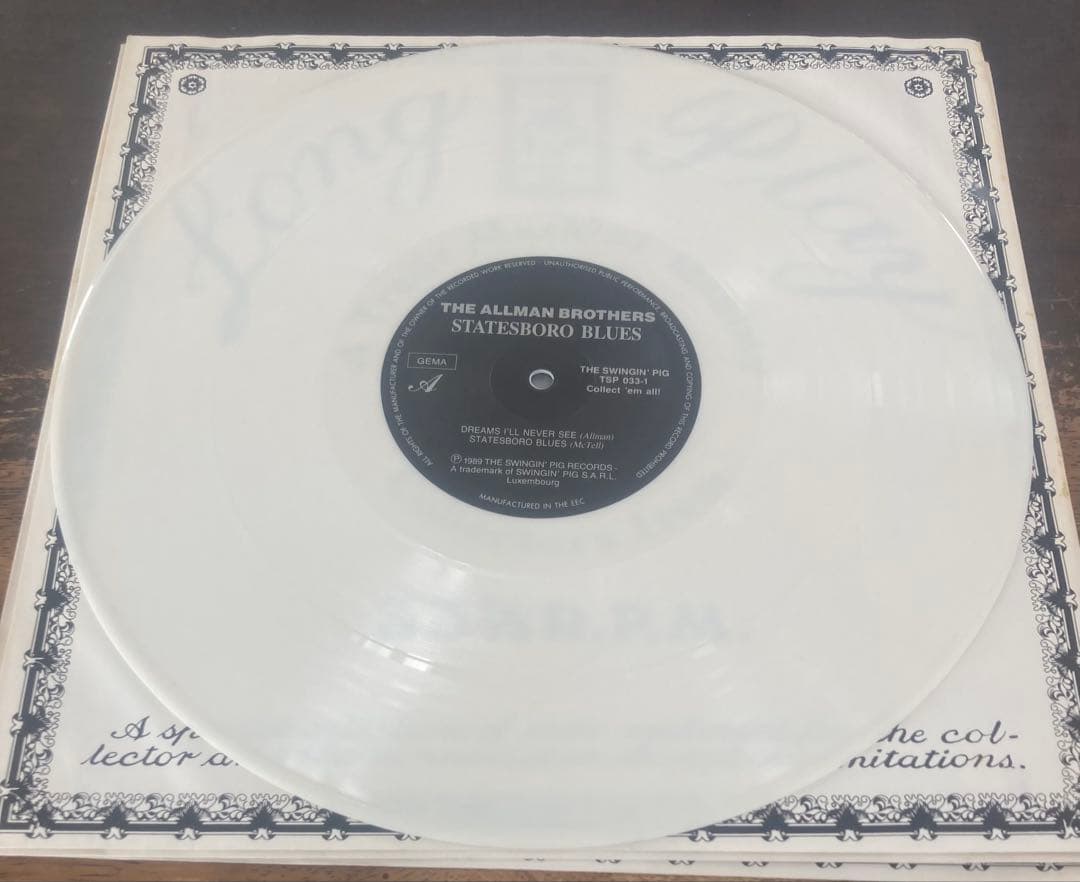 Long Play
ALL RIGHTS OF THE MANUFACTURER AND OF THE OWNER OF THE RECORDED WORK RESERVED · UNAUTHORISED PUBLIC PERFORMANCE BROADCASTING AND COPYING OF THIS RECORD PROHIBITED
THE ALLMAN BROTHERS
STATESBORO BLUES
GEMA
A
THE SWINGIN' PIG
TSP 033-1
Collect 'em all!
DREAMS I'LL NEVER SEE (Allman)
STATESBORO BLUES (McTell)
Ⓟ 1989 THE SWINGIN' PIG RECORDS -
A trademark of SWINGIN' PIG S.A.R.L.
Luxembourg
MANUFACTURED IN THE EEC
A sp he col-
lector a nitations.